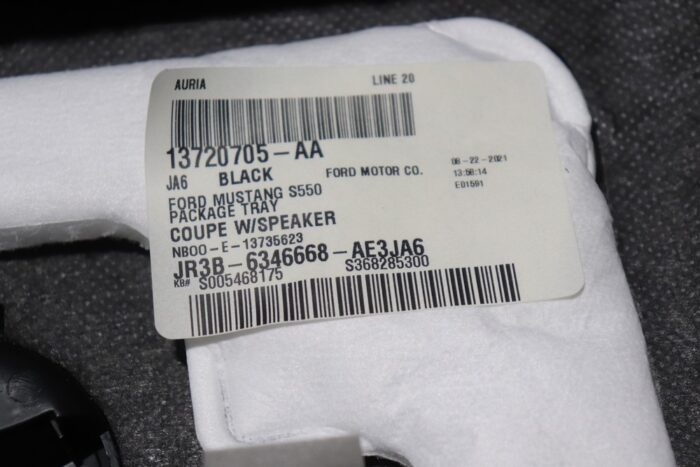 AURIA LINE 20
13720705-AA
JA6 BLACK FORD MOTOR CO.
08-22-2021
13:58:14
E01591
FORD MUSTANG S550
PACKAGE TRAY
COUPE W/SPEAKER
NB00-E-13735623
JR3B-6346668-AE3JA6
KB# S005468175 S368285300